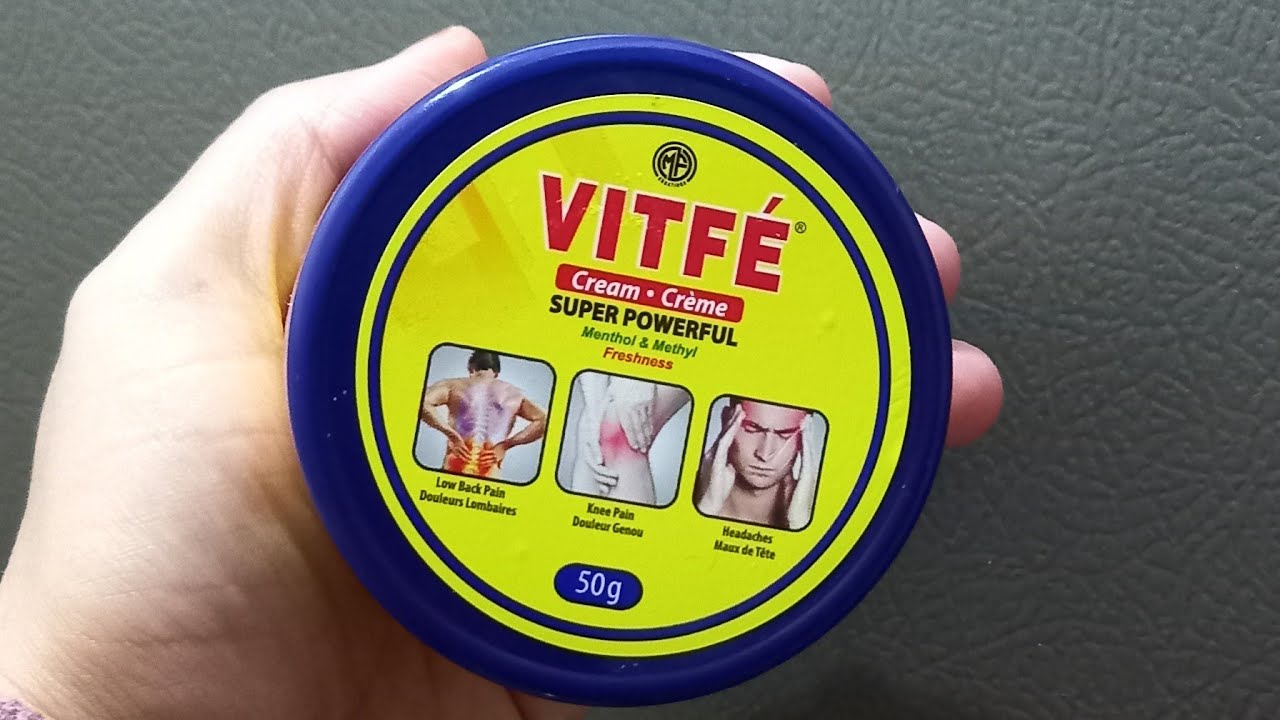 MF
VITFÉ®
Cream • Crème
SUPER POWERFUL
Menthol & Methyl
Freshness
Low Back Pain
Douleurs Lombaires
Knee Pain
Douleur Genou
Headaches
Maux de Tête
50g